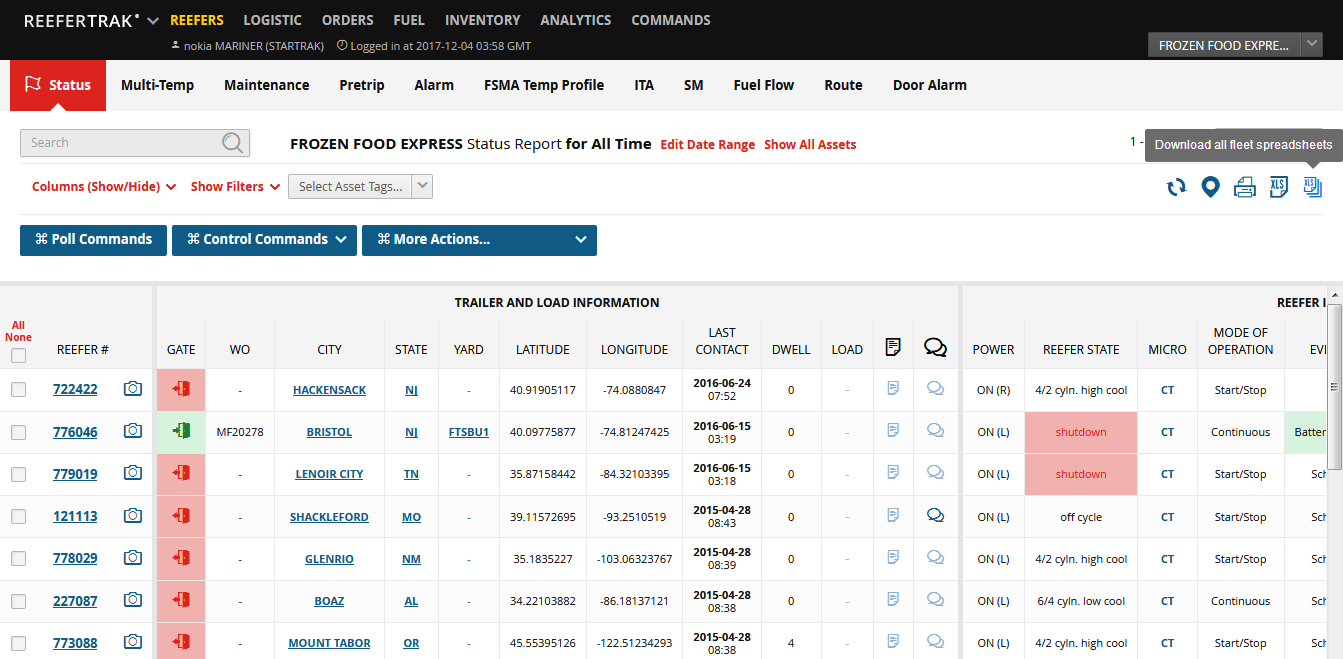 REEFERTRAK• REEFERS LOGISTIC ORDERS FUEL INVENTORY ANALYTICS COMMANDS
nokia MARINER (STARTRAK) Logged in at 2017-12-04 03:58 GMT
FROZEN FOOD EXPRE...
Status Multi-Temp Maintenance Pretrip Alarm FSMA Temp Profile ITA SM Fuel Flow Route Door Alarm
Search FROZEN FOOD EXPRESS Status Report for All Time Edit Date Range Show All Assets 1 - Download all fleet spreadsheets
Columns (Show/Hide) Show Filters Select Asset Tags... XLS XLS
⌘ Poll Commands ⌘ Control Commands ⌘ More Actions...
TRAILER AND LOAD INFORMATION REEFER I
All
None
REEFER # GATE WO CITY STATE YARD LATITUDE LONGITUDE LAST CONTACT DWELL LOAD POWER REEFER STATE MICRO MODE OF OPERATION EVI
722422 - HACKENSACK NJ - 40.91905117 -74.0880847 2016-06-24 07:52 0 - ON (R) 4/2 cyln. high cool CT Start/Stop
776046 MF20278 BRISTOL NJ FTSBU1 40.09775877 -74.81247425 2016-06-15 03:19 0 - ON (L) shutdown CT Continuous Batter
779019 - LENOIR CITY TN - 35.87158442 -84.32103395 2016-06-15 03:18 0 - ON (L) shutdown CT Start/Stop Sch
121113 - SHACKLEFORD MO - 39.11572695 -93.2510519 2015-04-28 08:43 0 - ON (L) off cycle CT Start/Stop Sch
778029 - GLENRIO NM - 35.1835227 -103.06323767 2015-04-28 08:39 0 - ON (L) 4/2 cyln. high cool CT Start/Stop Sch
227087 - BOAZ AL - 34.22103882 -86.18137121 2015-04-28 08:38 0 - ON (L) 6/4 cyln. low cool CT Continuous Sch
773088 - MOUNT TABOR OR - 45.55395126 -122.51234293 2015-04-28 08:38 4 - ON (L) 4/2 cyln. high cool CT Start/Stop Sch